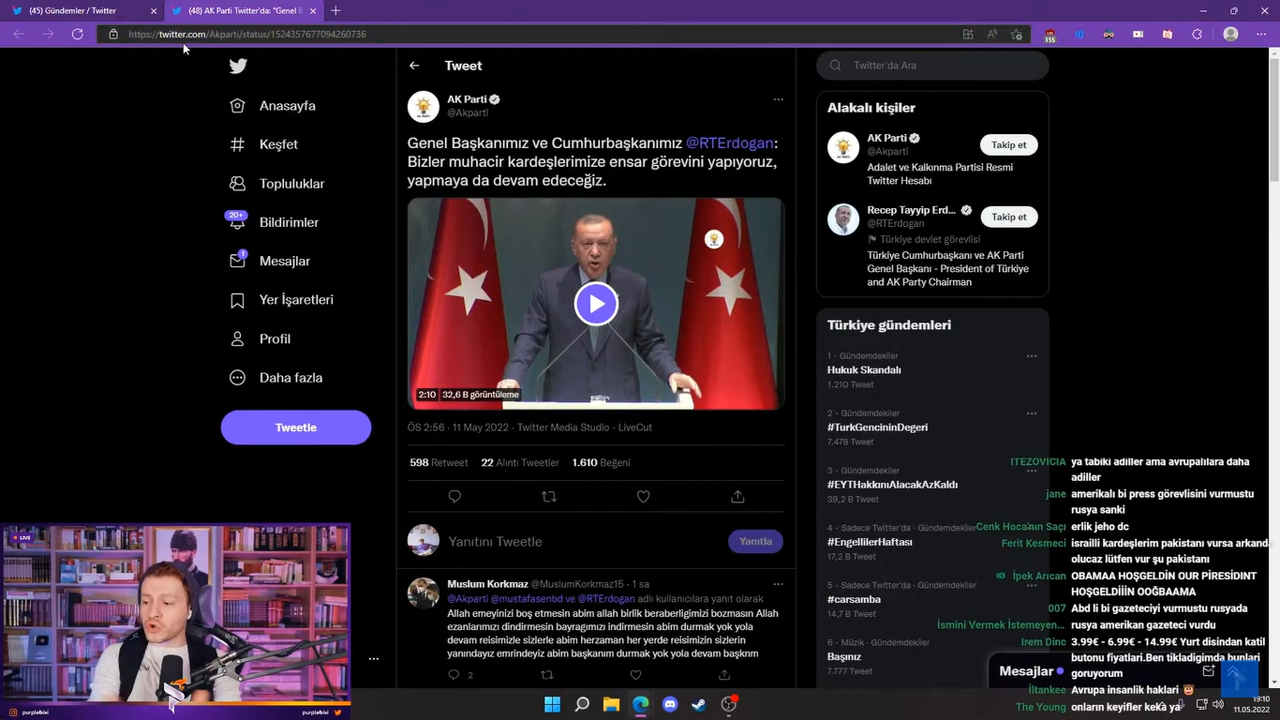 (45) Gündemler / Twitter
(48) AK Parti Twitter'da: "Genel B
https://twitter.com/Akparti/status/1524357677094260736
155
Anasayfa
Keşfet
Topluluklar
20+
Bildirimler
1
Mesajlar
Yer İşaretleri
Profil
Daha fazla
Tweetle
Tweet
AK Parti
@Akparti
Genel Başkanımız ve Cumhurbaşkanımız @RTErdogan:
Bizler muhacir kardeşlerimize ensar görevini yapıyoruz,
yapmaya da devam edeceğiz.
2:10 32,6 B görüntüleme
ÖS 2:56 · 11 May 2022 · Twitter Media Studio - LiveCut
598 Retweet 22 Alıntı Tweetler 1.610 Beğeni
Yanıtını Tweetle
Yanıtla
Muslum Korkmaz @MuslumKorkmaz15 · 1 sa
@Akparti @mustafasenbd ve @RTErdogan adlı kullanıcılara yanıt olarak
Allah emeyinizi boş etmesin abim allah birlik beraberligimizi bozmasın Allah
ezanlarımızı dindirmesin bayragımızı indirmesin abim durmak yok yola
devam reisimizle sizlerle abim herzaman her yerde reisimizin sizlerin
yanındayız emrindeyiz abim başkanım durmak yok yola devam başkrım
2
Twitter'da Ara
Alakalı kişiler
AK Parti
@Akparti
Takip et
Adalet ve Kalkınma Partisi Resmi
Twitter Hesabı
Recep Tayyip Erd...
@RTErdogan
Takip et
Türkiye devlet görevlisi
Türkiye Cumhurbaşkanı ve AK Parti
Genel Başkanı - President of Türkiye
and AK Party Chairman
Türkiye gündemleri
1 · Gündemdekiler
Hukuk Skandalı
1.210 Tweet
2 · Gündemdekiler
#TurkGencininDegeri
7.478 Tweet
3 · Gündemdekiler
#EYTHakkınıAlacakAzKaldı
39,2 B Tweet
4 · Sadece Twitter'da · Gündemdekiler
#EngellilerHaftası
17,2 B Tweet
5 · Sadece Twitter'da · Gündemdekiler
#carsamba
14,7 B Tweet
6 · Müzik · Gündemdekiler
Başınız
7.777 Tweet
Mesajlar
ITEZOVICIA ya tabiki adiller ama avrupalılara daha
adiller
jane amerikalı bi press görevlisini vurmustu
rusya sanki
Cenk Hoca'nın Saçı erlik jeho dc
Ferit Kesmeci israilli kardeşlerim pakistanı vursa arkanda
olucaz lütfen vur şu pakistanı
İpek Arıcan OBAMAA HOŞGELDİN OUR PİRESİDINT
HOŞGELDİİİN OOĞBAAMA
007 Abd li bi gazeteciyi vurmustu rusyada
İsmini Vermek İstemeyen... rusya amerikan gazeteci vurdu
Irem Dinc 3.99€ - 6.99€ - 14.99€ Yurt disindan katil
butonu fiyatlari.Ben tikladigimda bunlari
goruyorum
İltankee Avrupa insanlik haklari
The Young onların keyifler kekâ ya
LIVE
purplebixi
purplebixi
19:10
11.05.2022